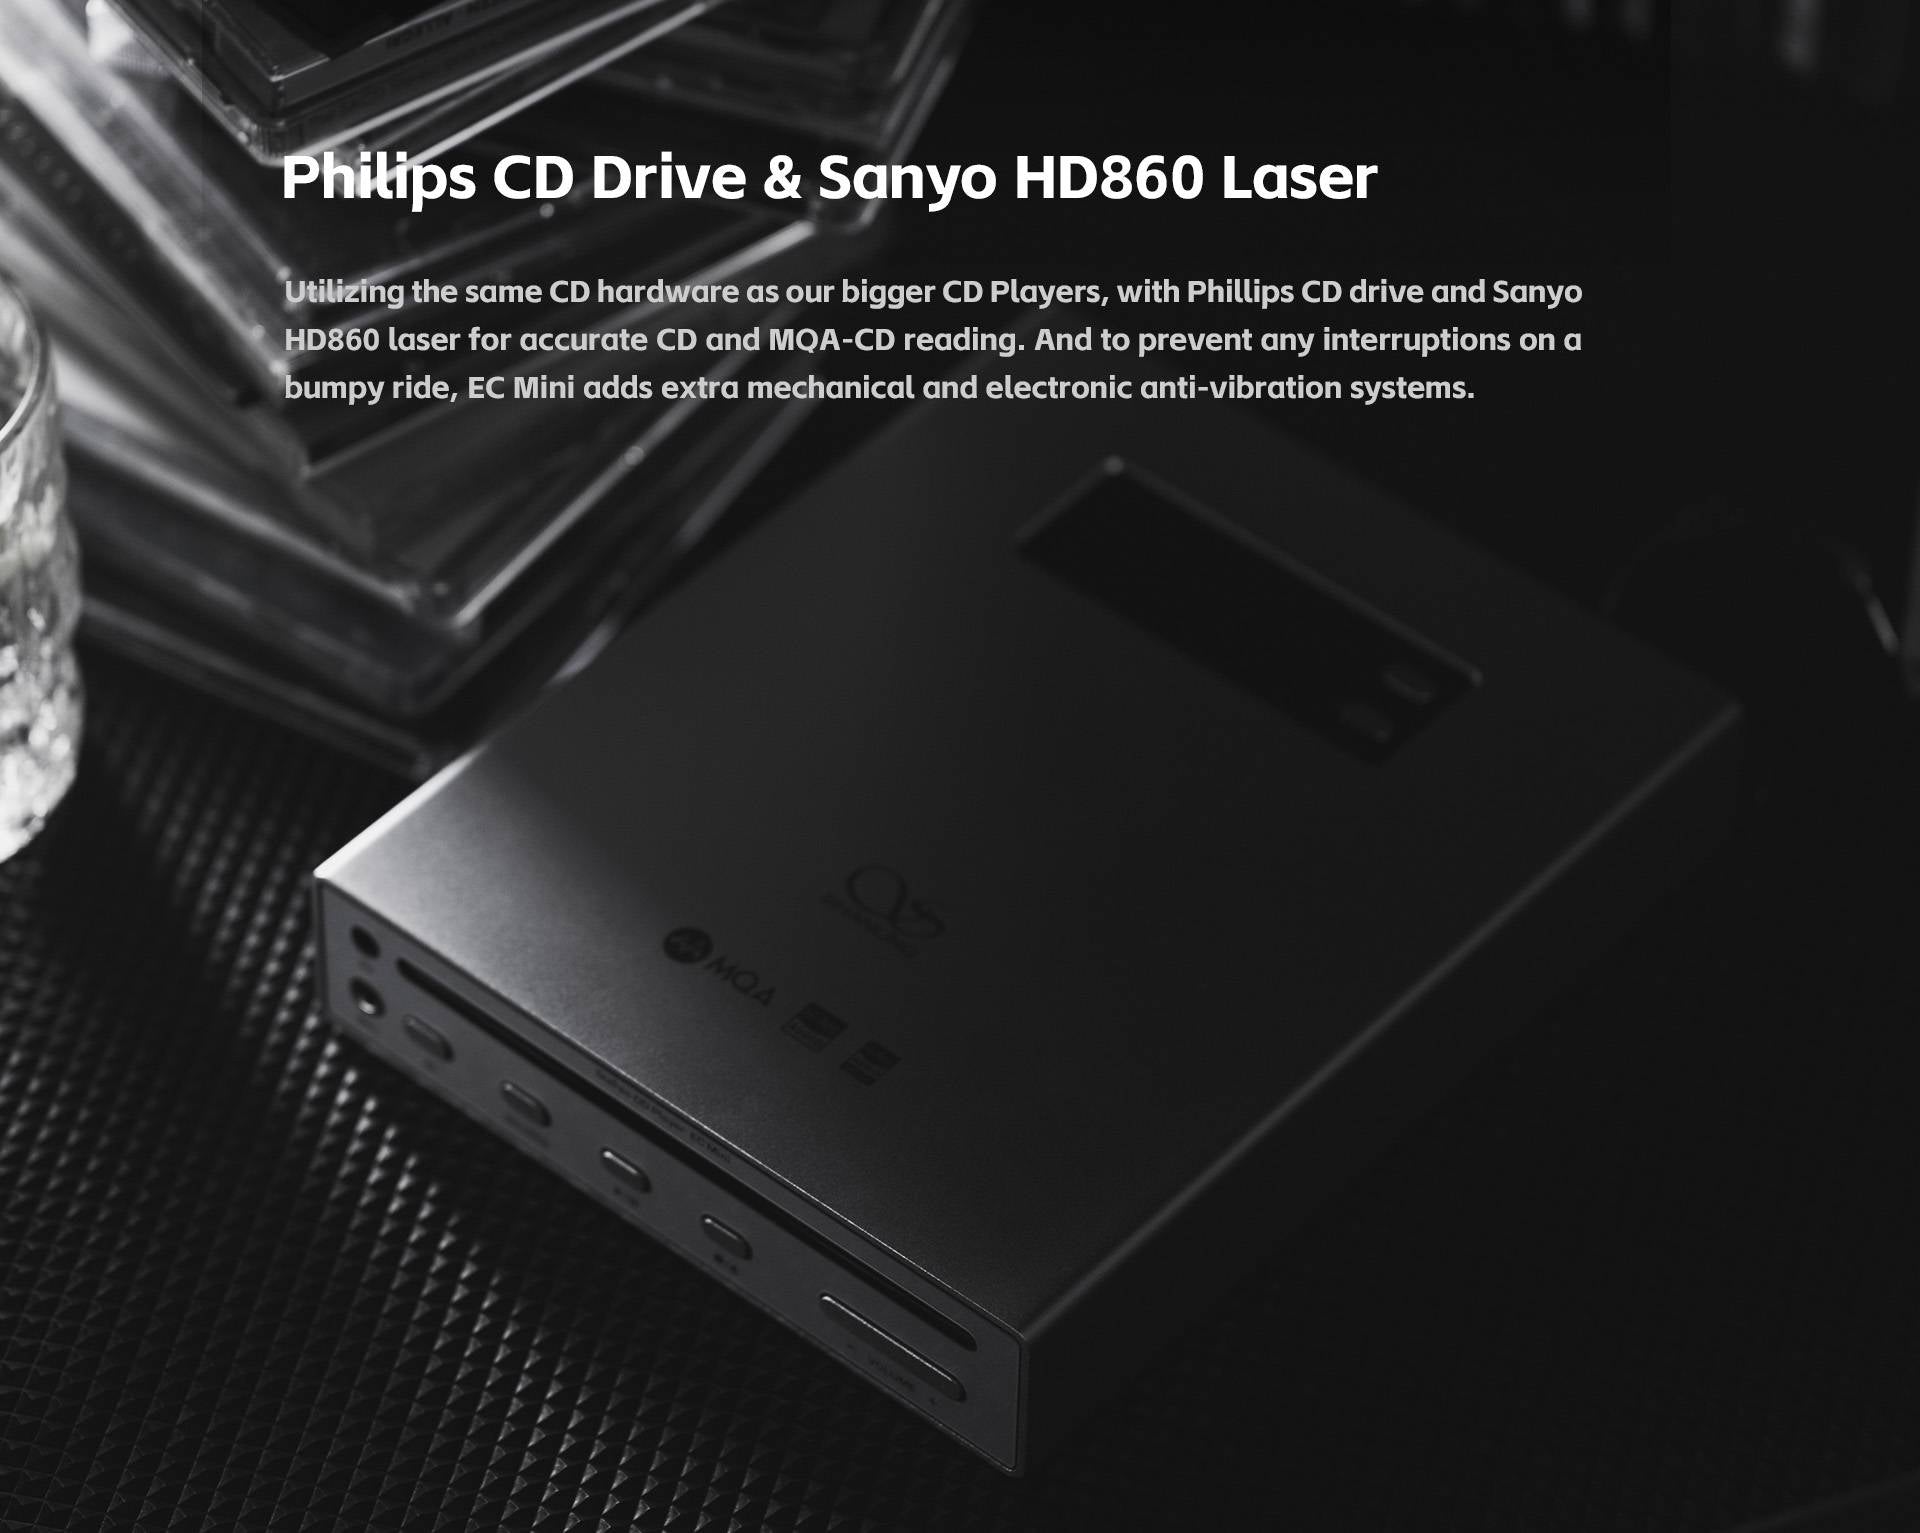 Philips CD Drive & Sanyo HD860 Laser
Utilizing the same CD hardware as our bigger CD Players, with Phillips CD drive and Sanyo
HD860 laser for accurate CD and MQA-CD reading. And to prevent any interruptions on a
bumpy ride, EC Mini adds extra mechanical and electronic anti-vibration systems.
SHANLING
MQA
VOLUME